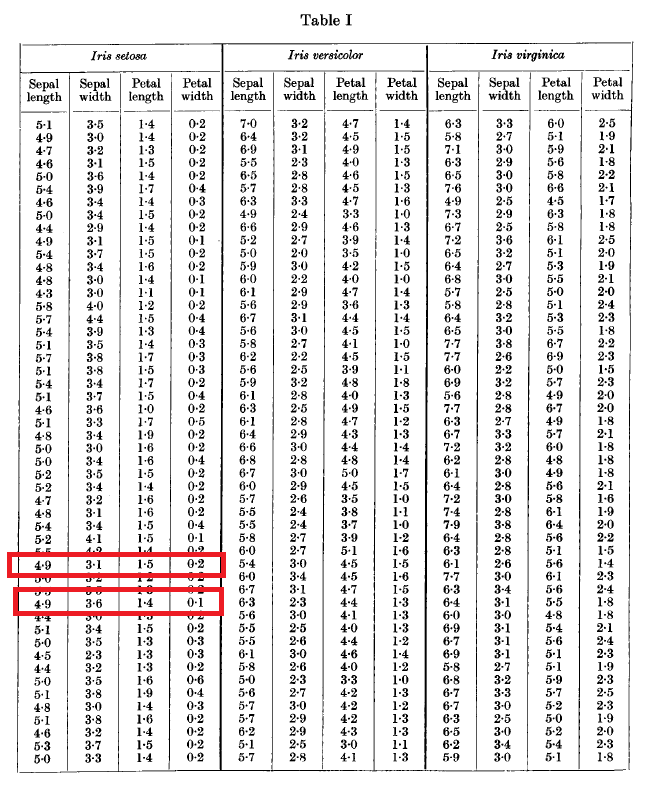 Table I
Iris setosa Iris versicolor Iris virginica
Sepal length Sepal width Petal length Petal width Sepal length Sepal width Petal length Petal width Sepal length Sepal width Petal length Petal width
5·1 3·5 1·4 0·2 7·0 3·2 4·7 1·4 6·3 3·3 6·0 2·5
4·9 3·0 1·4 0·2 6·4 3·2 4·5 1·5 5·8 2·7 5·1 1·9
4·7 3·2 1·3 0·2 6·9 3·1 4·9 1·5 7·1 3·0 5·9 2·1
4·6 3·1 1·5 0·2 5·5 2·3 4·0 1·3 6·3 2·9 5·6 1·8
5·0 3·6 1·4 0·2 6·5 2·8 4·6 1·5 6·5 3·0 5·8 2·2
5·4 3·9 1·7 0·4 5·7 2·8 4·5 1·3 7·6 3·0 6·6 2·1
4·6 3·4 1·4 0·3 6·3 3·3 4·7 1·6 4·9 2·5 4·5 1·7
5·0 3·4 1·5 0·2 4·9 2·4 3·3 1·0 7·3 2·9 6·3 1·8
4·4 2·9 1·4 0·2 6·6 2·9 4·6 1·3 6·7 2·5 5·8 1·8
4·9 3·1 1·5 0·1 5·2 2·7 3·9 1·4 7·2 3·6 6·1 2·5
5·4 3·7 1·5 0·2 5·0 2·0 3·5 1·0 6·5 3·2 5·1 2·0
4·8 3·4 1·6 0·2 5·9 3·0 4·2 1·5 6·4 2·7 5·3 1·9
4·8 3·0 1·4 0·1 6·0 2·2 4·0 1·0 6·8 3·0 5·5 2·1
4·3 3·0 1·1 0·1 6·1 2·9 4·7 1·4 5·7 2·5 5·0 2·0
5·8 4·0 1·2 0·2 5·6 2·9 3·6 1·3 5·8 2·8 5·1 2·4
5·7 4·4 1·5 0·4 6·7 3·1 4·4 1·4 6·4 3·2 5·3 2·3
5·4 3·9 1·3 0·4 5·6 3·0 4·5 1·5 6·5 3·0 5·5 1·8
5·1 3·5 1·4 0·3 5·8 2·7 4·1 1·0 7·7 3·8 6·7 2·2
5·7 3·8 1·7 0·3 6·2 2·2 4·5 1·5 7·7 2·6 6·9 2·3
5·1 3·8 1·5 0·3 5·6 2·5 3·9 1·1 6·0 2·2 5·0 1·5
5·4 3·4 1·7 0·2 5·9 3·2 4·8 1·8 6·9 3·2 5·7 2·3
5·1 3·7 1·5 0·4 6·1 2·8 4·0 1·3 5·6 2·8 4·9 2·0
4·6 3·6 1·0 0·2 6·3 2·5 4·9 1·5 7·7 2·8 6·7 2·0
5·1 3·3 1·7 0·5 6·1 2·8 4·7 1·2 6·3 2·7 4·9 1·8
4·8 3·4 1·9 0·2 6·4 2·9 4·3 1·3 6·7 3·3 5·7 2·1
5·0 3·0 1·6 0·2 6·6 3·0 4·4 1·4 7·2 3·2 6·0 1·8
5·0 3·4 1·6 0·4 6·8 2·8 4·8 1·4 6·2 2·8 4·8 1·8
5·2 3·5 1·5 0·2 6·7 3·0 5·0 1·7 6·1 3·0 4·9 1·8
5·2 3·4 1·4 0·2 6·0 2·9 4·5 1·5 6·4 2·8 5·6 2·1
4·7 3·2 1·6 0·2 5·7 2·6 3·5 1·0 7·2 3·0 5·8 1·6
4·8 3·1 1·6 0·2 5·5 2·4 3·8 1·1 7·4 2·8 6·1 1·9
5·4 3·4 1·5 0·4 5·5 2·4 3·7 1·0 7·9 3·8 6·4 2·0
5·2 4·1 1·5 0·1 5·8 2·7 3·9 1·2 6·4 2·8 5·6 2·2
5·5 4·2 1·4 0·2 6·0 2·7 5·1 1·6 6·3 2·8 5·1 1·5
4·9 3·1 1·5 0·2 5·4 3·0 4·5 1·5 6·1 2·6 5·6 1·4
5·0 3·2 1·2 0·2 6·0 3·4 4·5 1·6 7·7 3·0 6·1 2·3
6·7 3·1 4·7 1·5 6·3 3·4 5·6 2·4
4·9 3·6 1·4 0·1 6·3 2·3 4·4 1·3 6·4 3·1 5·5 1·8
4·4 3·0 1·3 0·2 5·6 3·0 4·1 1·3 6·0 3·0 4·8 1·8
5·1 3·4 1·5 0·2 5·5 2·5 4·0 1·3 6·9 3·1 5·4 2·1
5·0 3·5 1·3 0·3 5·5 2·6 4·4 1·2 6·7 3·1 5·6 2·4
4·5 2·3 1·3 0·3 6·1 3·0 4·6 1·4 6·9 3·1 5·1 2·3
4·4 3·2 1·3 0·2 5·8 2·6 4·0 1·2 5·8 2·7 5·1 1·9
5·0 3·5 1·6 0·6 5·0 2·3 3·3 1·0 6·8 3·2 5·9 2·3
5·1 3·8 1·9 0·4 5·6 2·7 4·2 1·3 6·7 3·3 5·7 2·5
4·8 3·0 1·4 0·3 5·7 3·0 4·2 1·2 6·7 3·0 5·2 2·3
5·1 3·8 1·6 0·2 5·7 2·9 4·2 1·3 6·3 2·5 5·0 1·9
4·6 3·2 1·4 0·2 6·2 2·9 4·3 1·3 6·5 3·0 5·2 2·0
5·3 3·7 1·5 0·2 5·1 2·5 3·0 1·1 6·2 3·4 5·4 2·3
5·0 3·3 1·4 0·2 5·7 2·8 4·1 1·3 5·9 3·0 5·1 1·8